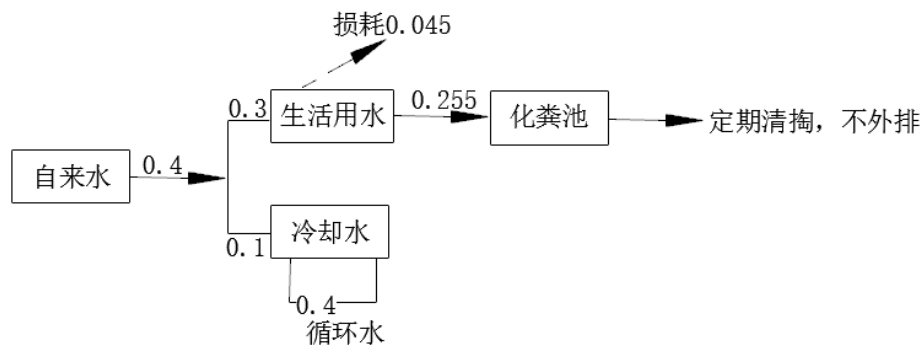 损耗0.045
0.3
生活用水
0.255
化粪池
定期清掏，不外排
自来水
0.4
0.1
冷却水
0.4
循环水